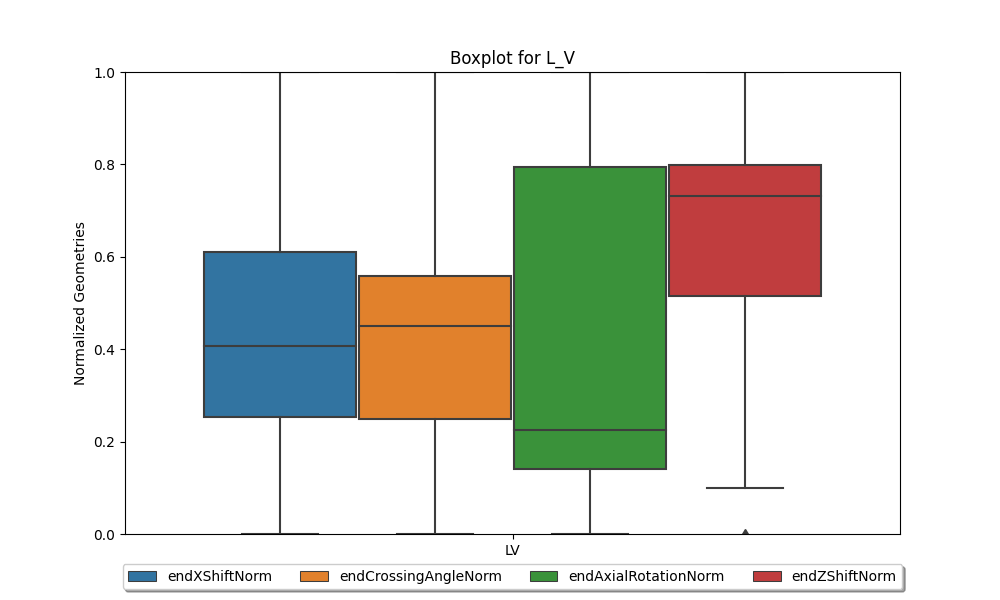 Boxplot for L_V
1.0
0.8
0.6
0.4
0.2
0.0
Normalized Geometries
LV
endXShiftNorm endCrossingAngleNorm endAxialRotationNorm endZShiftNorm